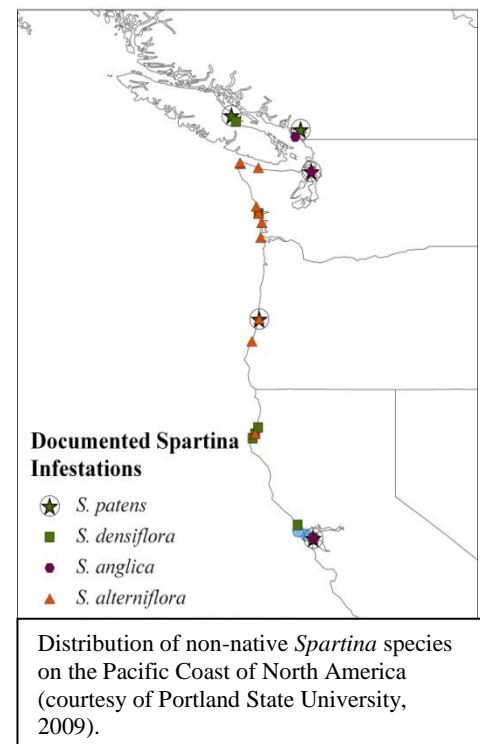 Documented Spartina
Infestations
S. patens
S. densiflora
S. anglica
S. alterniflora
Distribution of non-native Spartina species
on the Pacific Coast of North America
(courtesy of Portland State University,
2009).